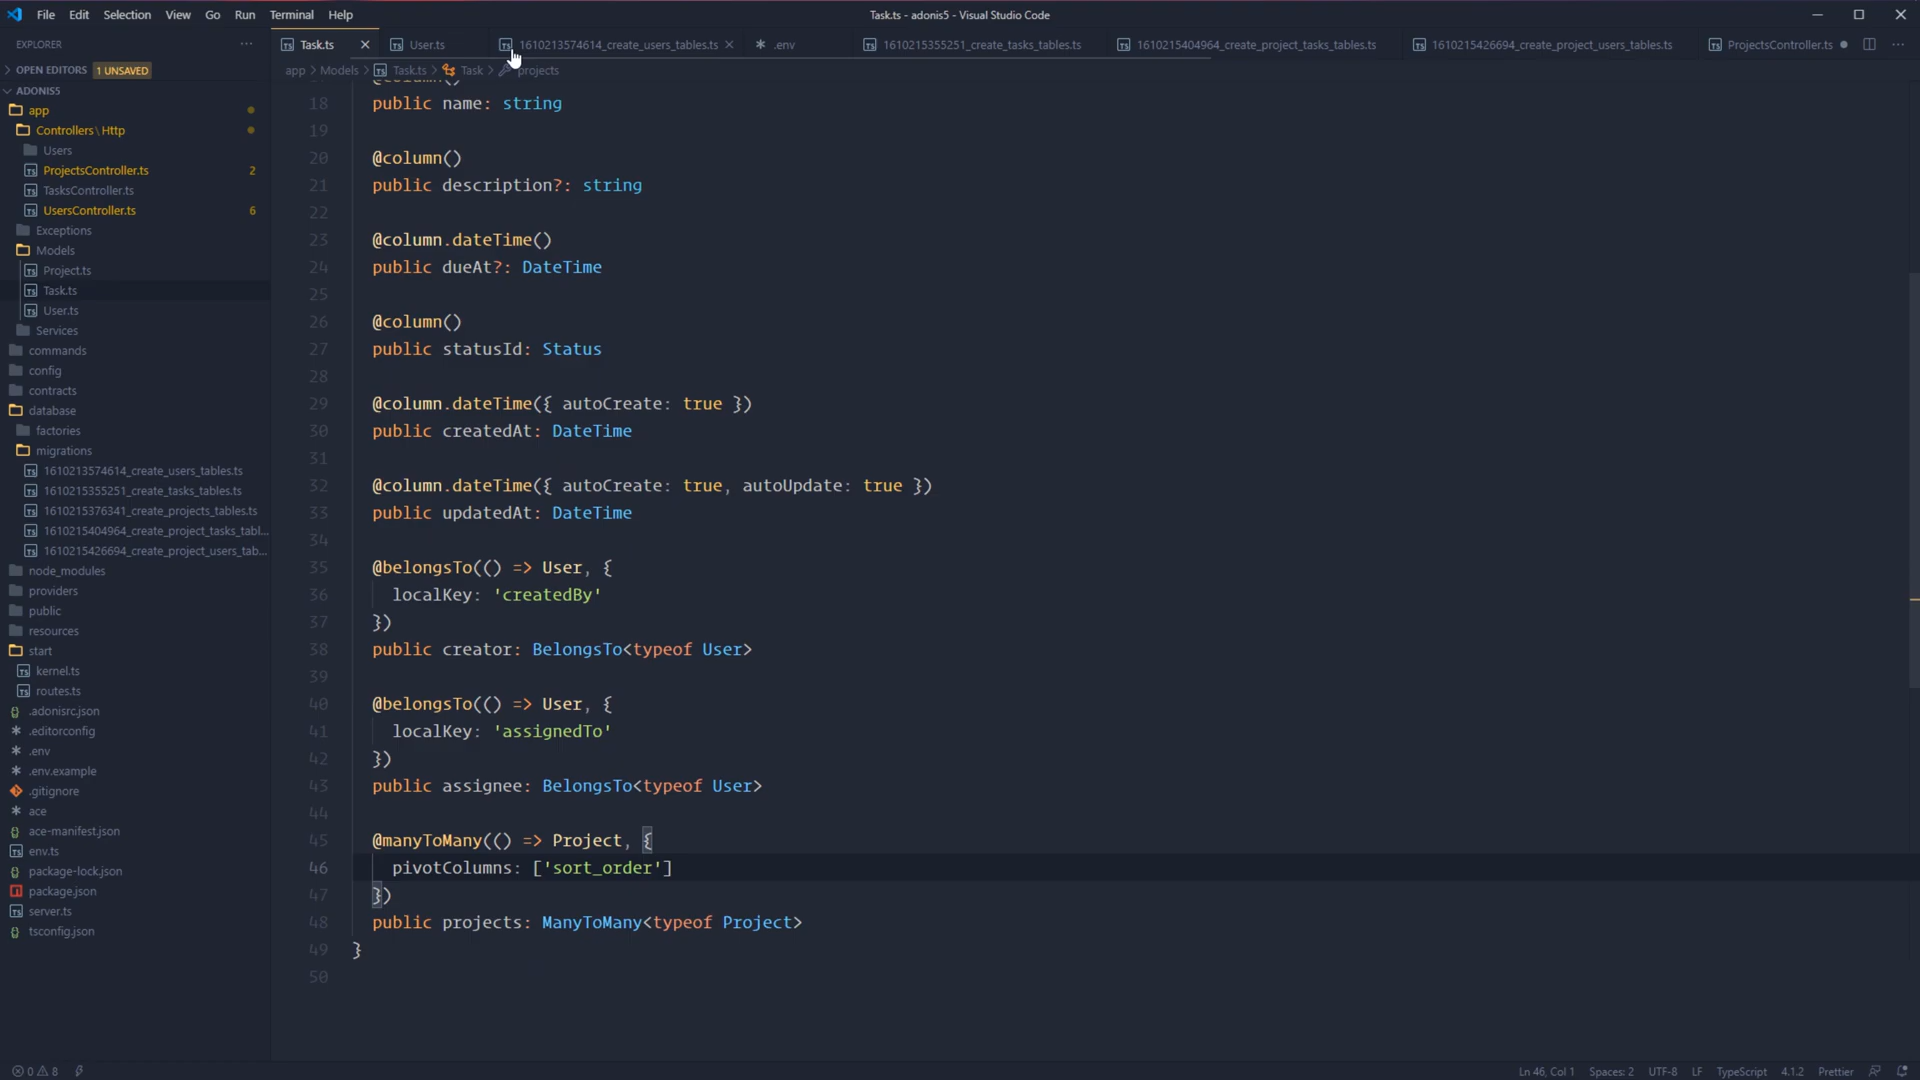 File Edit Selection View Go Run Terminal Help
Task.ts - adonis5 - Visual Studio Code
EXPLORER
OPEN EDITORS 1 UNSAVED
ADONIS5
app
Controllers\Http
Users
ProjectsController.ts 2
TasksController.ts
UsersController.ts 6
Exceptions
Models
Project.ts
Task.ts
User.ts
Services
commands
config
contracts
database
factories
migrations
1610213574614_create_users_tables.ts
1610215355251_create_tasks_tables.ts
1610215376341_create_projects_tables.ts
1610215404964_create_project_tasks_tabl...
1610215426694_create_project_users_tab...
node_modules
providers
public
resources
start
kernel.ts
routes.ts
.adonisrc.json
.editorconfig
.env
.env.example
.gitignore
ace
ace-manifest.json
env.ts
package-lock.json
package.json
server.ts
tsconfig.json
Task.ts User.ts 1610213574614_create_users_tables.ts .env 1610215355251_create_tasks_tables.ts 1610215404964_create_project_tasks_tables.ts 1610215426694_create_project_users_tables.ts ProjectsController.ts
app > Models > Task.ts > Task > projects
@column()
18 public name: string
19
20 @column()
21 public description?: string
22
23 @column.dateTime()
24 public dueAt?: DateTime
25
26 @column()
27 public statusId: Status
28
29 @column.dateTime({ autoCreate: true })
30 public createdAt: DateTime
31
32 @column.dateTime({ autoCreate: true, autoUpdate: true })
33 public updatedAt: DateTime
34
35 @belongsTo(() => User, {
36 localKey: 'createdBy'
37 })
38 public creator: BelongsTo<typeof User>
39
40 @belongsTo(() => User, {
41 localKey: 'assignedTo'
42 })
43 public assignee: BelongsTo<typeof User>
44
45 @manyToMany(() => Project, {
46 pivotColumns: ['sort_order']
47 })
48 public projects: ManyToMany<typeof Project>
49 }
50
0 8
Ln 46, Col 1 Spaces: 2 UTF-8 LF TypeScript 4.1.2 Prettier